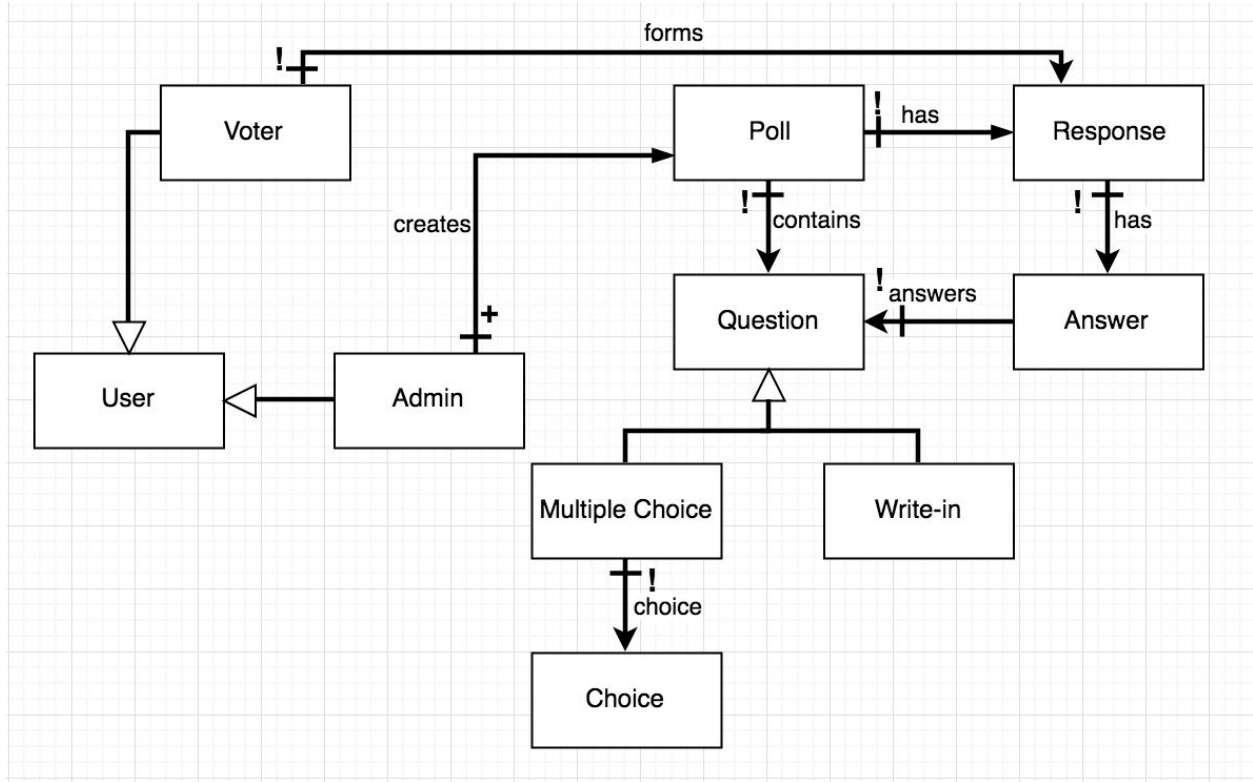 forms
!
Voter
Poll
!
has
Response
creates
!
contains
!
has
+
Question
!
answers
Answer
User
Admin
Multiple Choice
Write-in
!
choice
Choice